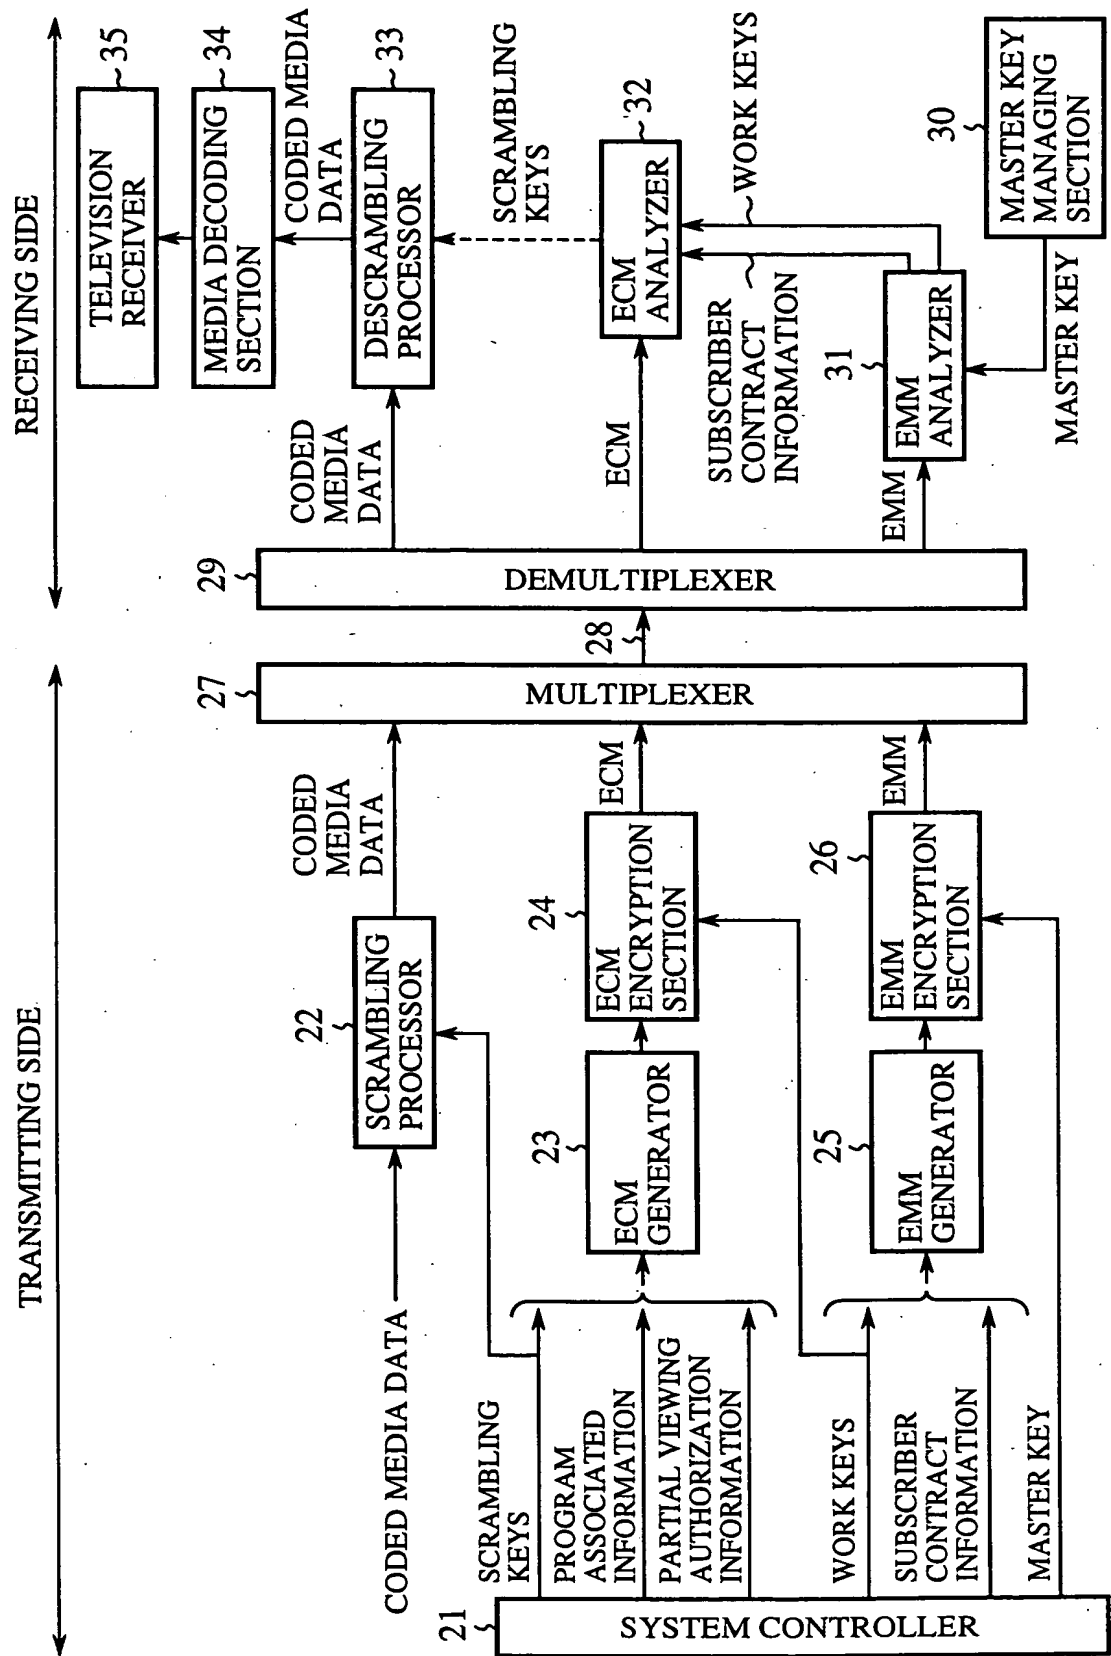 TRANSMITTING SIDE
RECEIVING SIDE
CODED MEDIA DATA
22
SCRAMBLING
PROCESSOR
CODED
MEDIA
DATA
21
SYSTEM CONTROLLER
SCRAMBLING
KEYS
PROGRAM
ASSOCIATED
INFORMATION
PARTIAL VIEWING
AUTHORIZATION
INFORMATION
WORK KEYS
SUBSCRIBER
CONTRACT
INFORMATION
MASTER KEY
23
ECM
GENERATOR
24
ECM
ENCRYPTION
SECTION
ECM
25
EMM
GENERATOR
26
EMM
ENCRYPTION
SECTION
EMM
27
MULTIPLEXER
28
29
DEMULTIPLEXER
CODED
MEDIA
DATA
ECM
EMM
35
TELEVISION
RECEIVER
34
MEDIA DECODING
SECTION
CODED MEDIA
DATA
33
DESCRAMBLING
PROCESSOR
SCRAMBLING
KEYS
32
ECM
ANALYZER
WORK KEYS
SUBSCRIBER
CONTRACT
INFORMATION
31
EMM
ANALYZER
MASTER KEY
30
MASTER KEY
MANAGING
SECTION